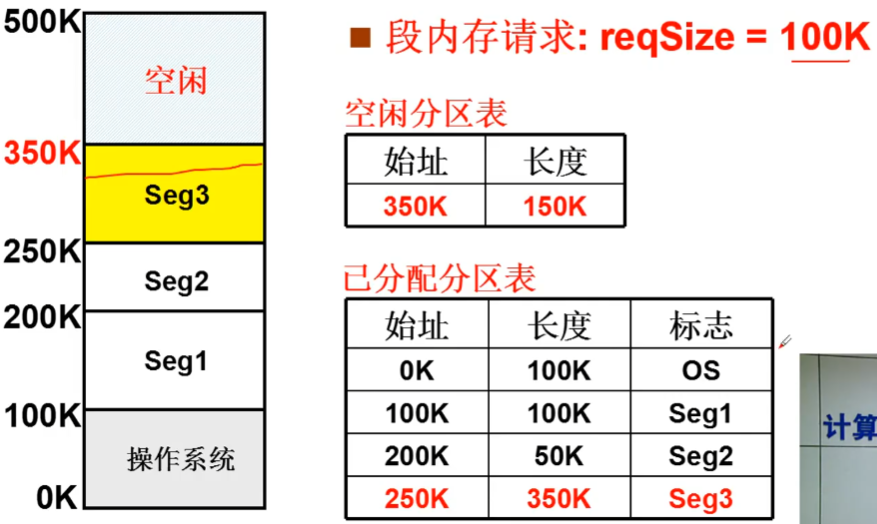 500K
空闲
350K
Seg3
250K
Seg2
200K
Seg1
100K
操作系统
0K
■ 段内存请求: reqSize = 100K
空闲分区表
始址 长度
350K 150K
已分配分区表
始址 长度 标志
0K 100K OS
100K 100K Seg1
200K 50K Seg2
250K 350K Seg3
计算